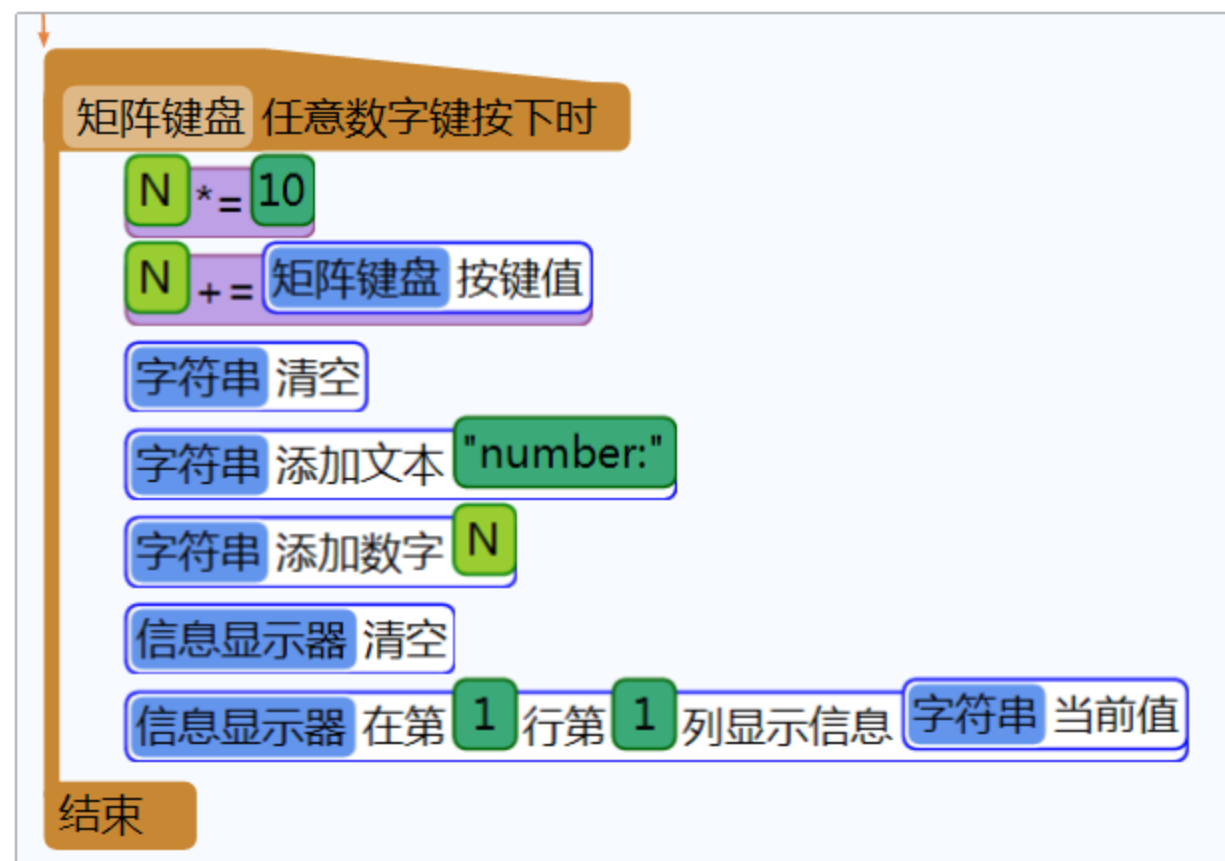 矩阵键盘 任意数字键按下时
N *= 10
N += 矩阵键盘 按键值
字符串 清空
字符串 添加文本 "number:"
字符串 添加数字 N
信息显示器 清空
信息显示器 在第 1 行第 1 列显示信息 字符串 当前值
结束